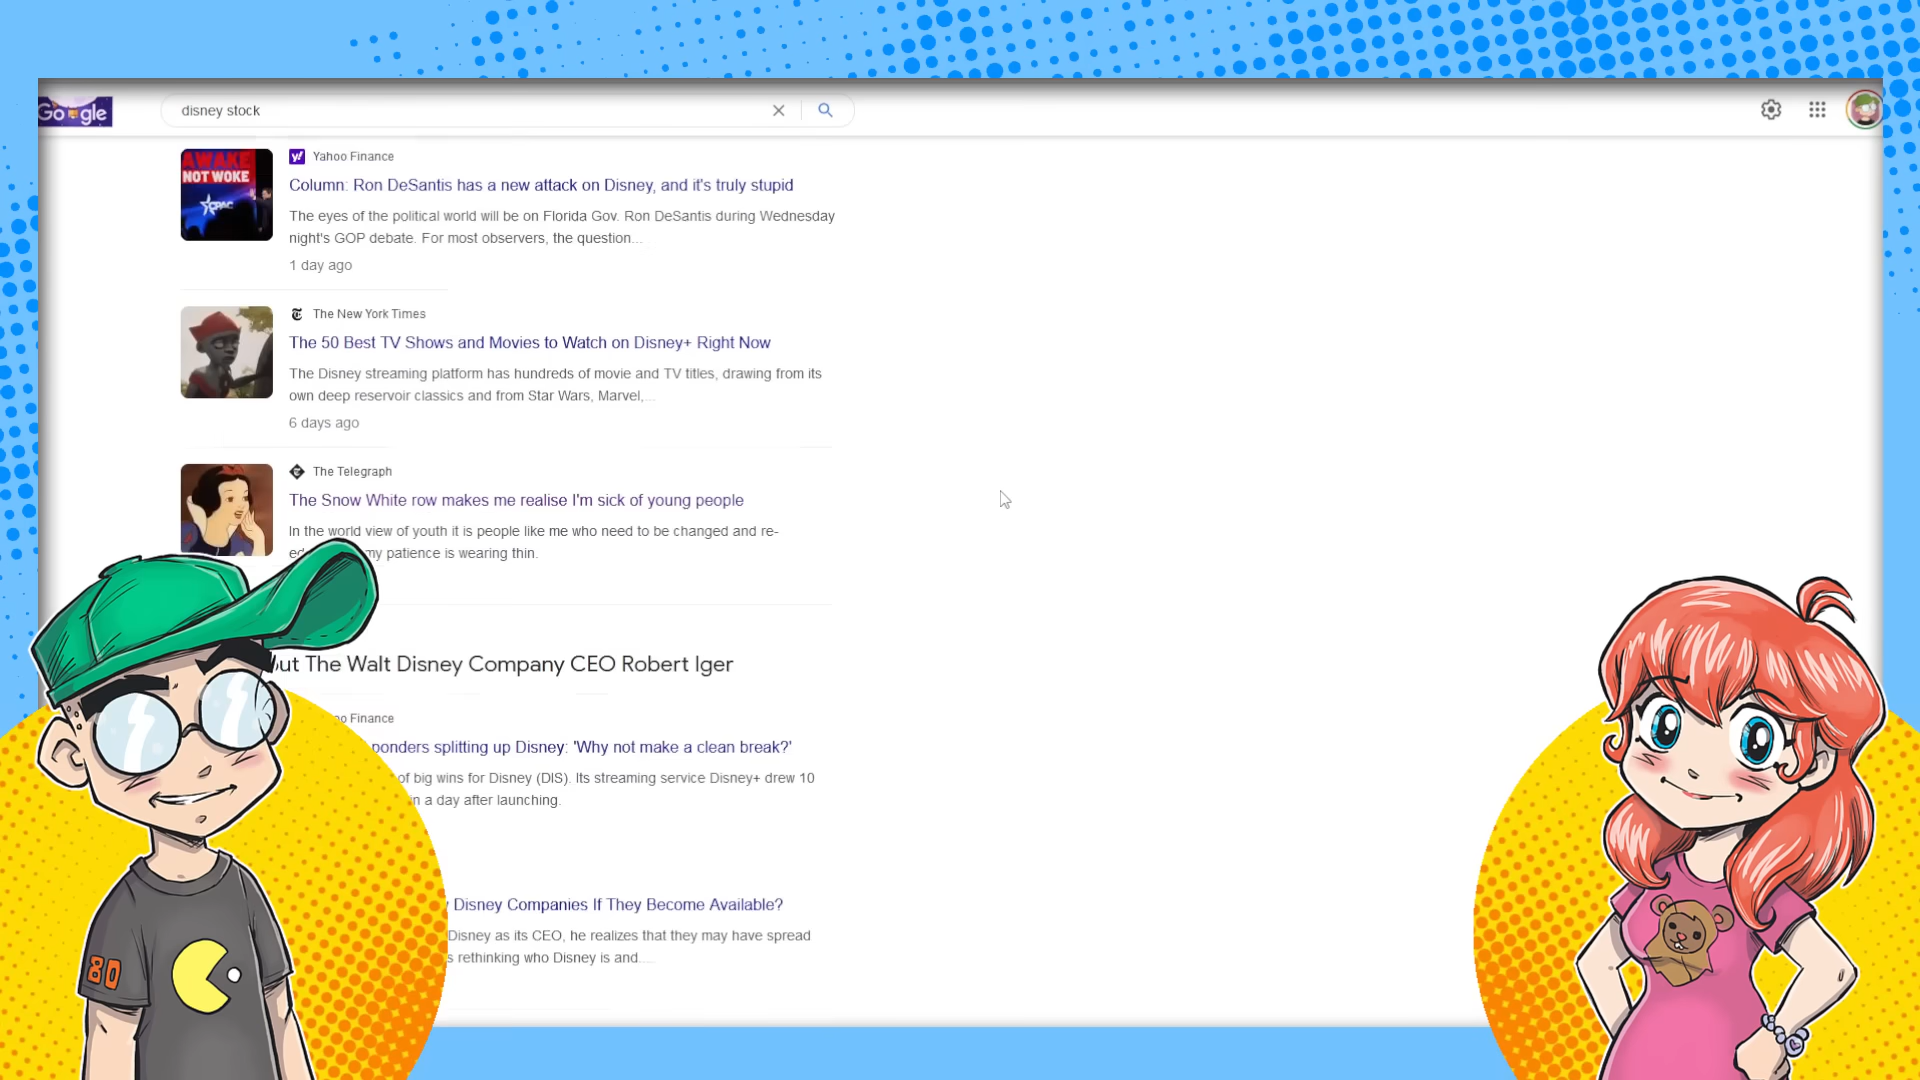 Google
disney stock
AWAKE
NOT WOKE
CPAC
Yahoo Finance
Column: Ron DeSantis has a new attack on Disney, and it's truly stupid
The eyes of the political world will be on Florida Gov. Ron DeSantis during Wednesday
night's GOP debate. For most observers, the question...
1 day ago
The New York Times
The 50 Best TV Shows and Movies to Watch on Disney+ Right Now
The Disney streaming platform has hundreds of movie and TV titles, drawing from its
own deep reservoir classics and from Star Wars, Marvel,...
6 days ago
The Telegraph
The Snow White row makes me realise I'm sick of young people
In the world view of youth it is people like me who need to be changed and re-
my patience is wearing thin.
The Walt Disney Company CEO Robert Iger
Finance
ponders splitting up Disney: 'Why not make a clean break?'
of big wins for Disney (DIS). Its streaming service Disney+ drew 10
in a day after launching.
Disney Companies If They Become Available?
Disney as its CEO, he realizes that they may have spread
rethinking who Disney is and....
80